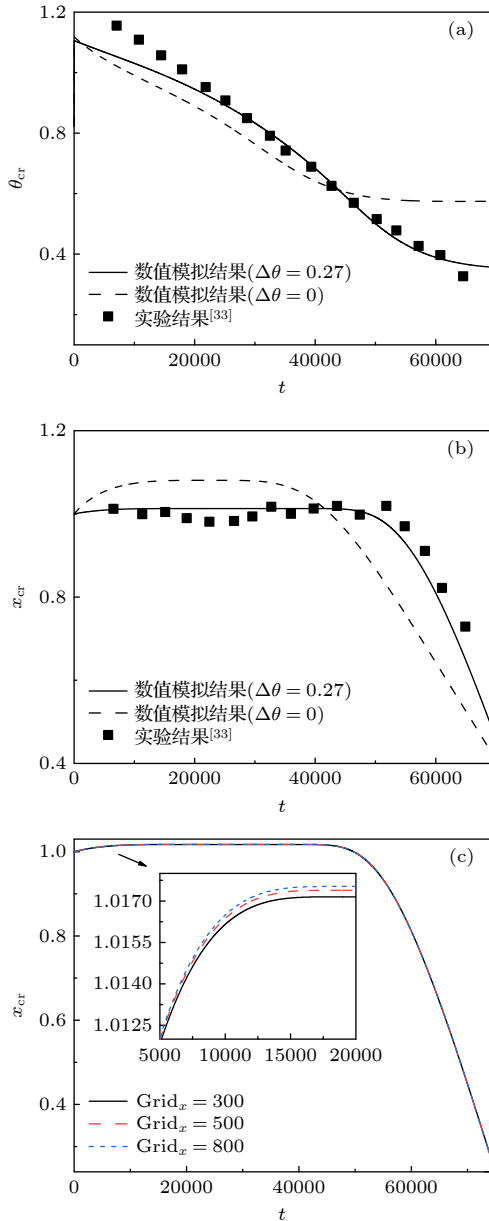 (a)
1.2
0.8
0.4
θcr
数值模拟结果(Δθ = 0.27)
数值模拟结果(Δθ = 0)
实验结果[33]
0 20000 40000 60000
t
(b)
1.2
0.8
0.4
xcr
数值模拟结果(Δθ = 0.27)
数值模拟结果(Δθ = 0)
实验结果[33]
0 20000 40000 60000
t
(c)
1.0
0.8
0.6
0.4
xcr
1.0170
1.0155
1.0140
1.0125
5000 10000 15000 20000
Gridx = 300
Gridx = 500
Gridx = 800
0 20000 40000 60000
t